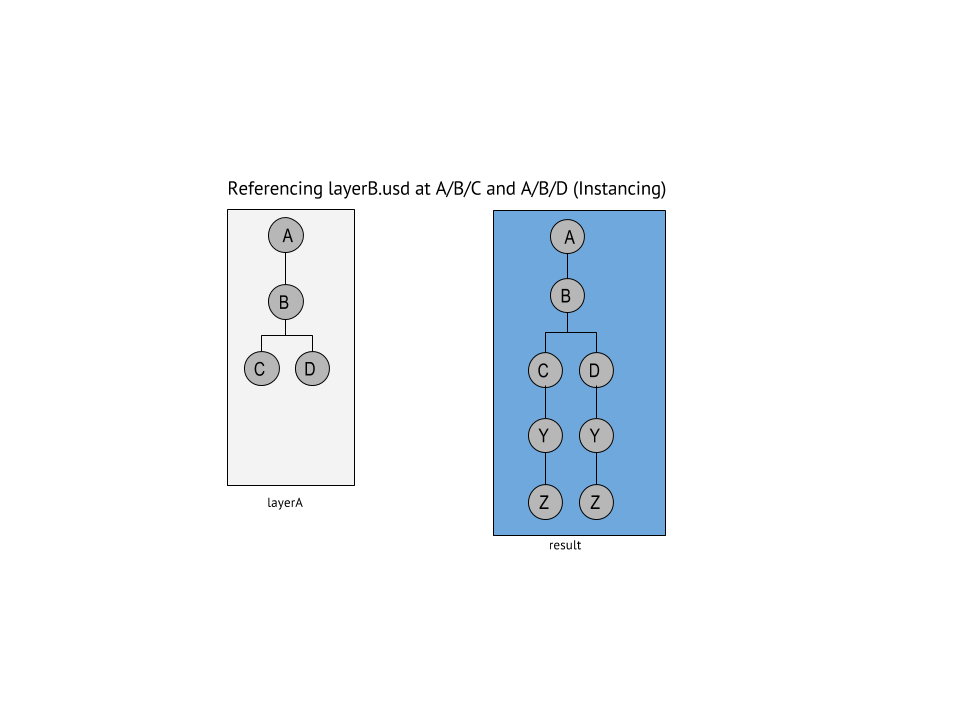 Referencing layerB.usd at A/B/C and A/B/D (Instancing)
A
B
C D
layerA
A
B
C D
Y Y
Z Z
result